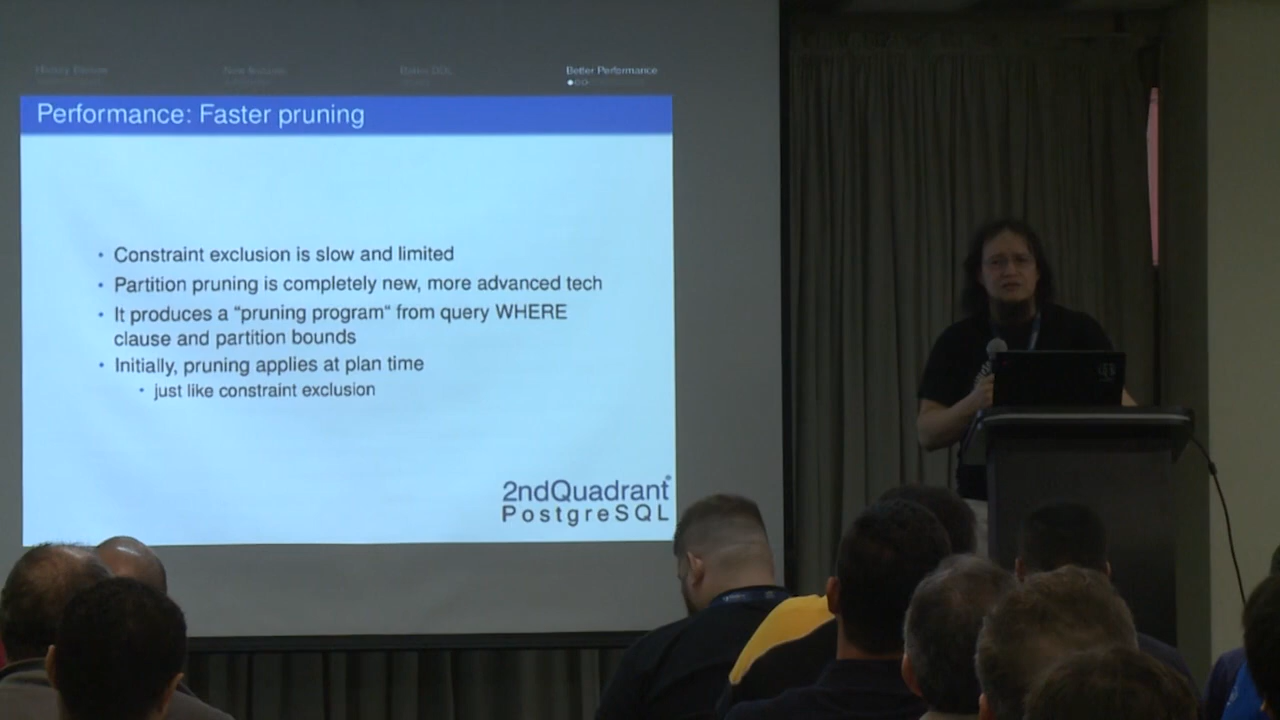 Better Performance
Performance: Faster pruning
• Constraint exclusion is slow and limited
• Partition pruning is completely new, more advanced tech
• It produces a "pruning program" from query WHERE
clause and partition bounds
• Initially, pruning applies at plan time
• just like constraint exclusion
2ndQuadrant®
PostgreSQL